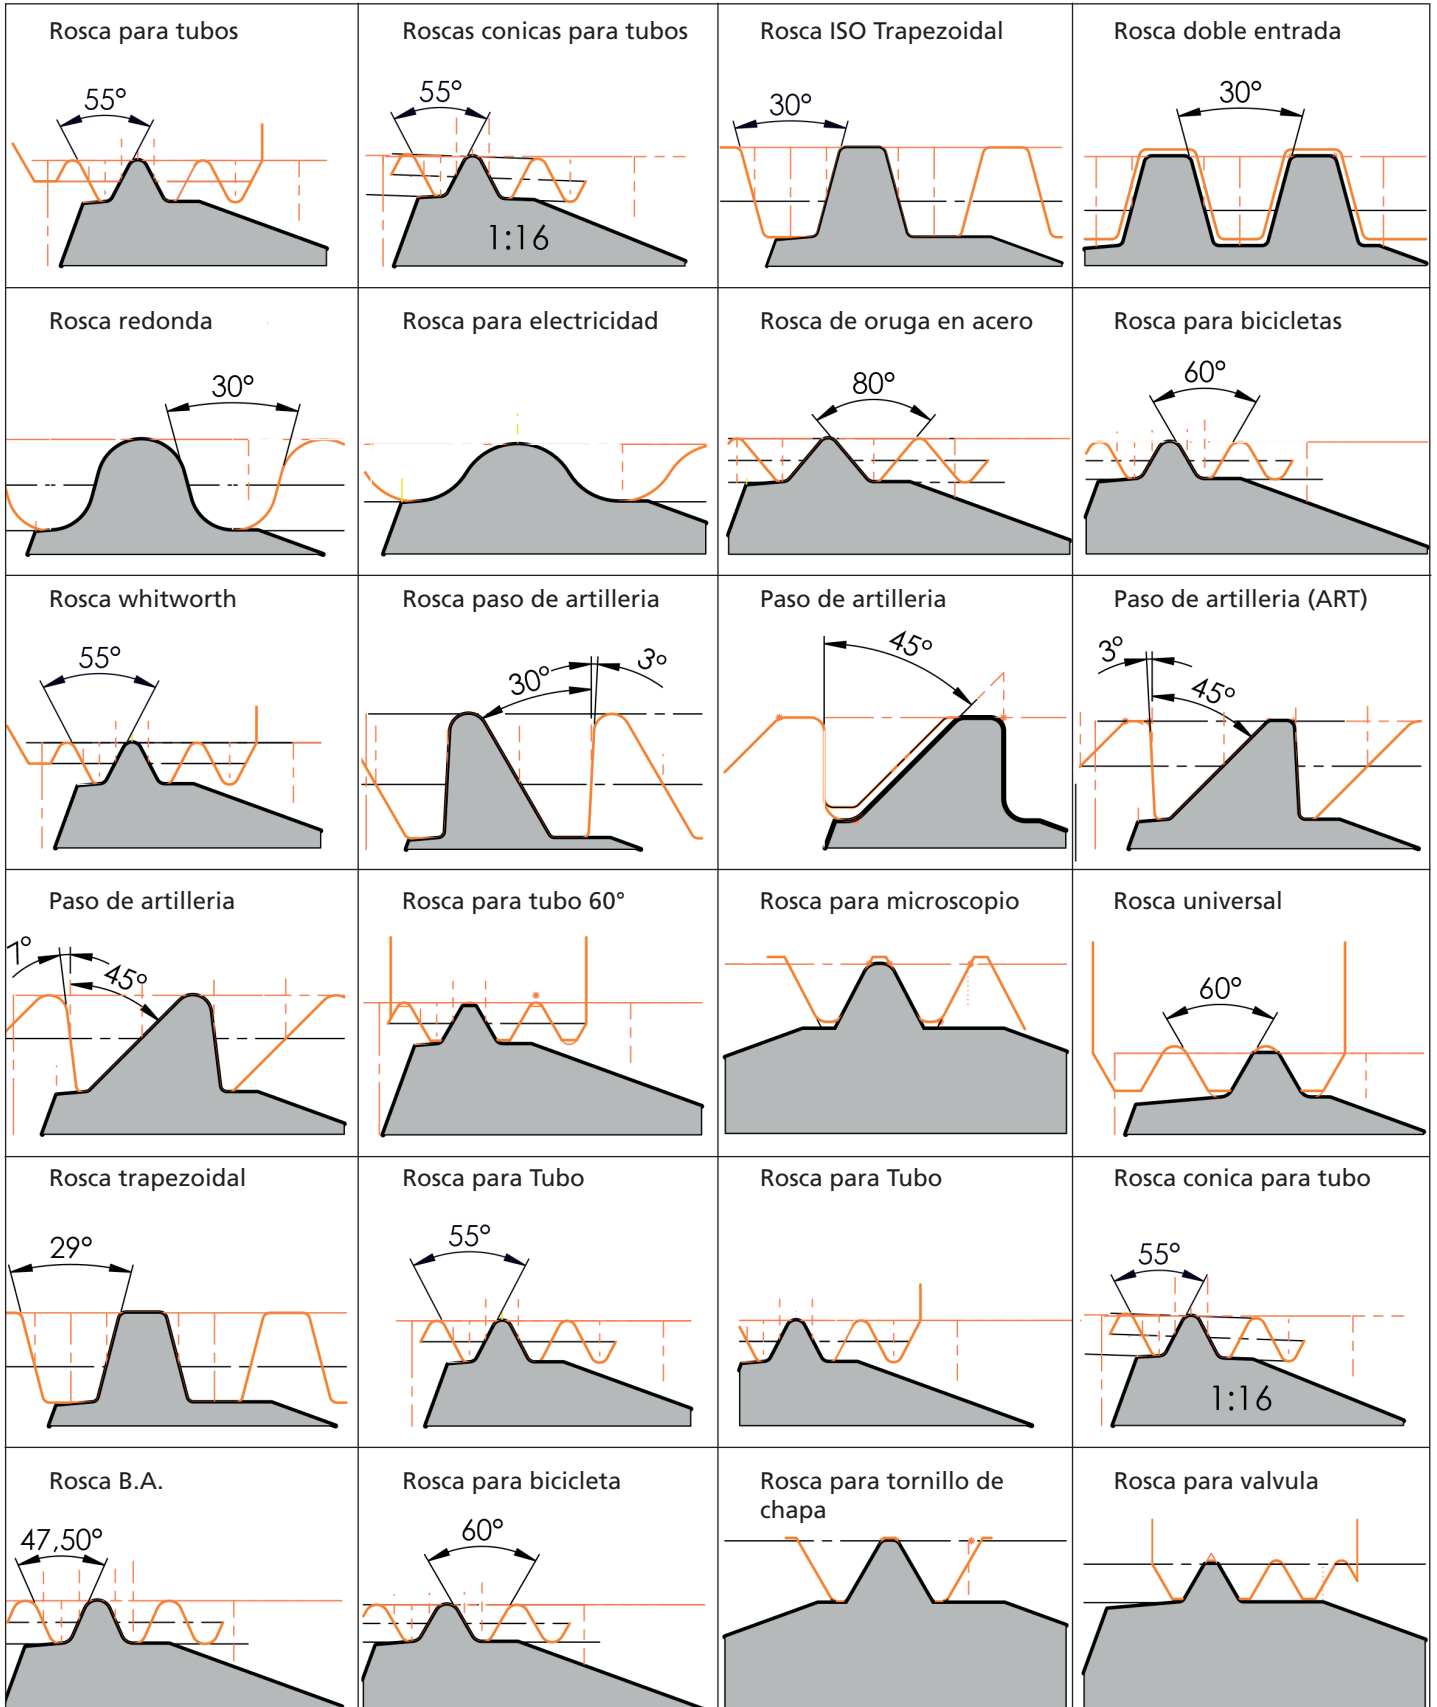 Rosca para tubos
55°
Roscas conicas para tubos
55°
1:16
Rosca ISO Trapezoidal
30°
Rosca doble entrada
30°
Rosca redonda
30°
Rosca para electricidad
Rosca de oruga en acero
80°
Rosca para bicicletas
60°
Rosca whitworth
55°
Rosca paso de artilleria
30°
3°
Paso de artilleria
45°
Paso de artilleria (ART)
3°
45°
Paso de artilleria
7°
45°
Rosca para tubo 60°
Rosca para microscopio
Rosca universal
60°
Rosca trapezoidal
29°
Rosca para Tubo
55°
Rosca para Tubo
Rosca conica para tubo
55°
1:16
Rosca B.A.
47,50°
Rosca para bicicleta
60°
Rosca para tornillo de
chapa
Rosca para valvula